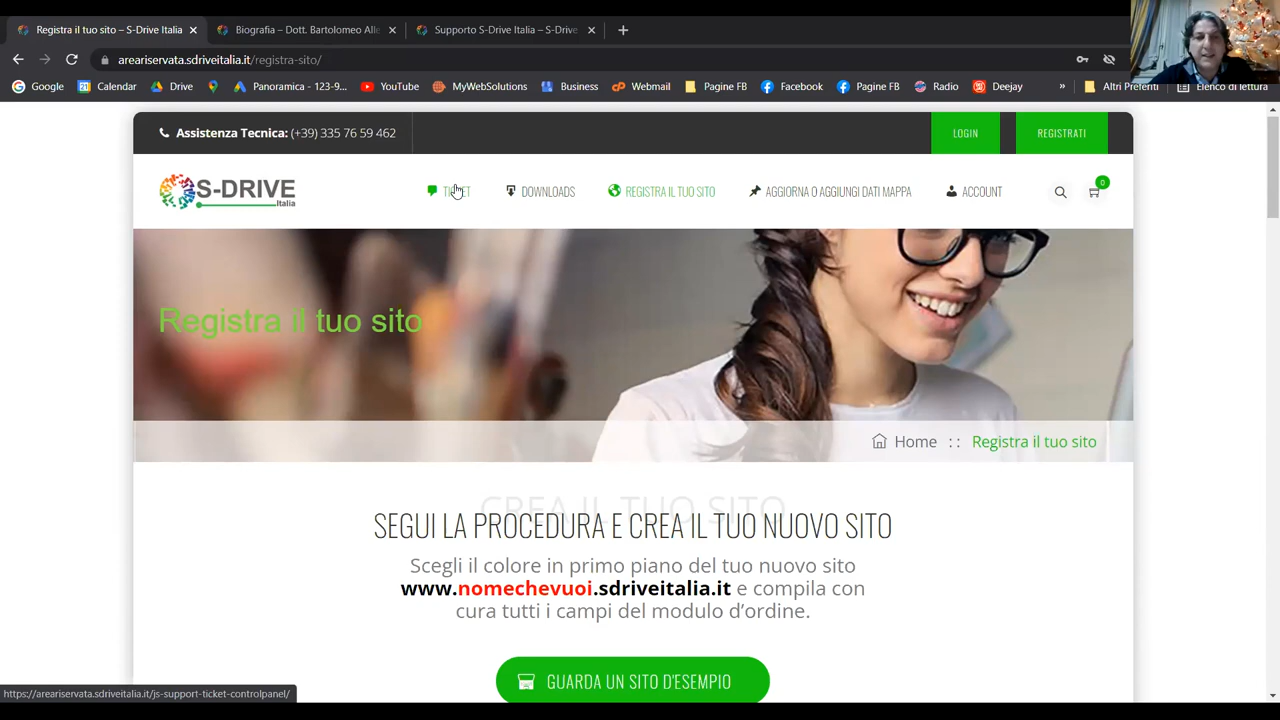 Registra il tuo sito – S-Drive Italia
Biografia – Dott. Bartolomeo Alle
Supporto S-Drive Italia – S-Drive
areariservata.sdriveitalia.it/registra-sito/
Google
Calendar
Drive
Panoramica - 123-9...
YouTube
MyWebSolutions
Business
Webmail
Pagine FB
Facebook
Pagine FB
Radio
Deejay
»
Altri Preferiti
Elenco di lettura
Assistenza Tecnica: (+39) 335 76 59 462
LOGIN
REGISTRATI
S-DRIVE
Italia
TICKET
DOWNLOADS
REGISTRA IL TUO SITO
AGGIORNA O AGGIUNGI DATI MAPPA
ACCOUNT
0
Registra il tuo sito
Home :: Registra il tuo sito
CREA IL TUO SITO
SEGUI LA PROCEDURA E CREA IL TUO NUOVO SITO
Scegli il colore in primo piano del tuo nuovo sito
www.nomechevuoi.sdriveitalia.it e compila con
cura tutti i campi del modulo d'ordine.
GUARDA UN SITO D'ESEMPIO
https://areariservata.sdriveitalia.it/js-support-ticket-controlpanel/